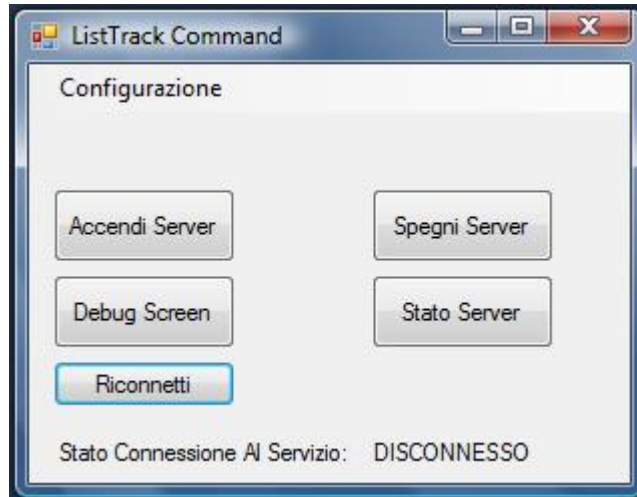 ListTrack Command
Configurazione
Accendi Server
Spegni Server
Debug Screen
Stato Server
Riconnetti
Stato Connessione Al Servizio: DISCONNESSO